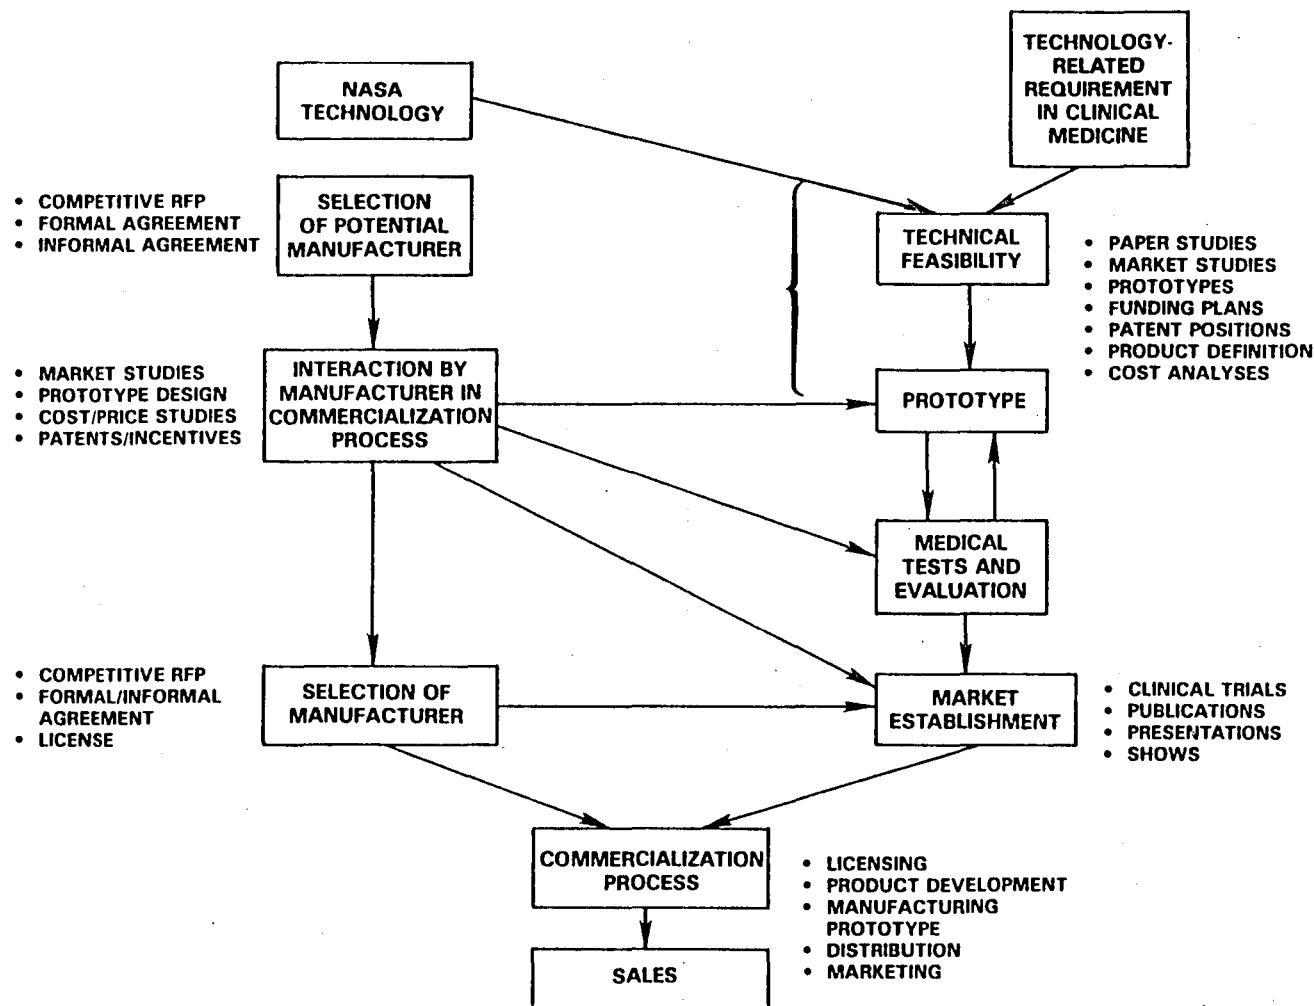 TECHNOLOGY-
RELATED
REQUIREMENT
IN CLINICAL
MEDICINE
NASA
TECHNOLOGY
• COMPETITIVE RFP
• FORMAL AGREEMENT
• INFORMAL AGREEMENT
SELECTION
OF POTENTIAL
MANUFACTURER
TECHNICAL
FEASIBILITY
• PAPER STUDIES
• MARKET STUDIES
• PROTOTYPES
• FUNDING PLANS
• PATENT POSITIONS
• PRODUCT DEFINITION
• COST ANALYSES
• MARKET STUDIES
• PROTOTYPE DESIGN
• COST/PRICE STUDIES
• PATENTS/INCENTIVES
INTERACTION BY
MANUFACTURER IN
COMMERCIALIZATION
PROCESS
PROTOTYPE
MEDICAL
TESTS AND
EVALUATION
• COMPETITIVE RFP
• FORMAL/INFORMAL
AGREEMENT
• LICENSE
SELECTION OF
MANUFACTURER
MARKET
ESTABLISHMENT
• CLINICAL TRIALS
• PUBLICATIONS
• PRESENTATIONS
• SHOWS
COMMERCIALIZATION
PROCESS
• LICENSING
• PRODUCT DEVELOPMENT
• MANUFACTURING
PROTOTYPE
• DISTRIBUTION
• MARKETING
SALES